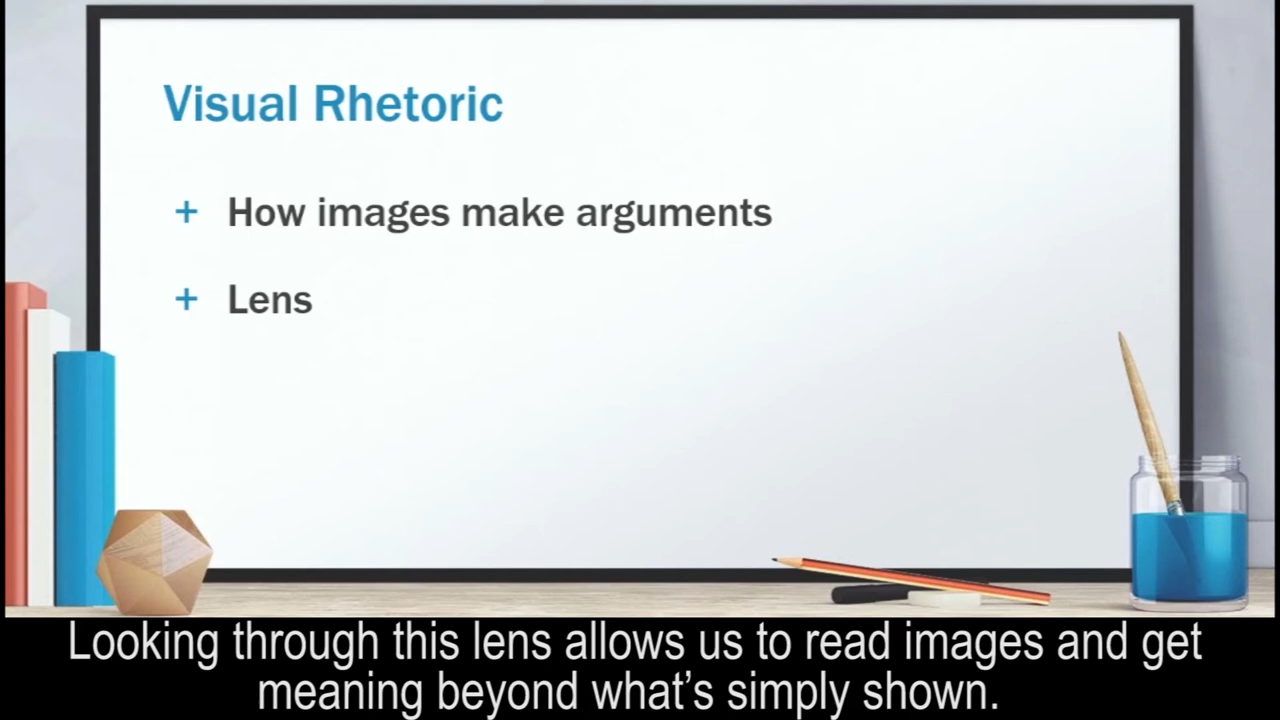 Visual Rhetoric
+ How images make arguments
+ Lens
Looking through this lens allows us to read images and get
meaning beyond what’s simply shown.